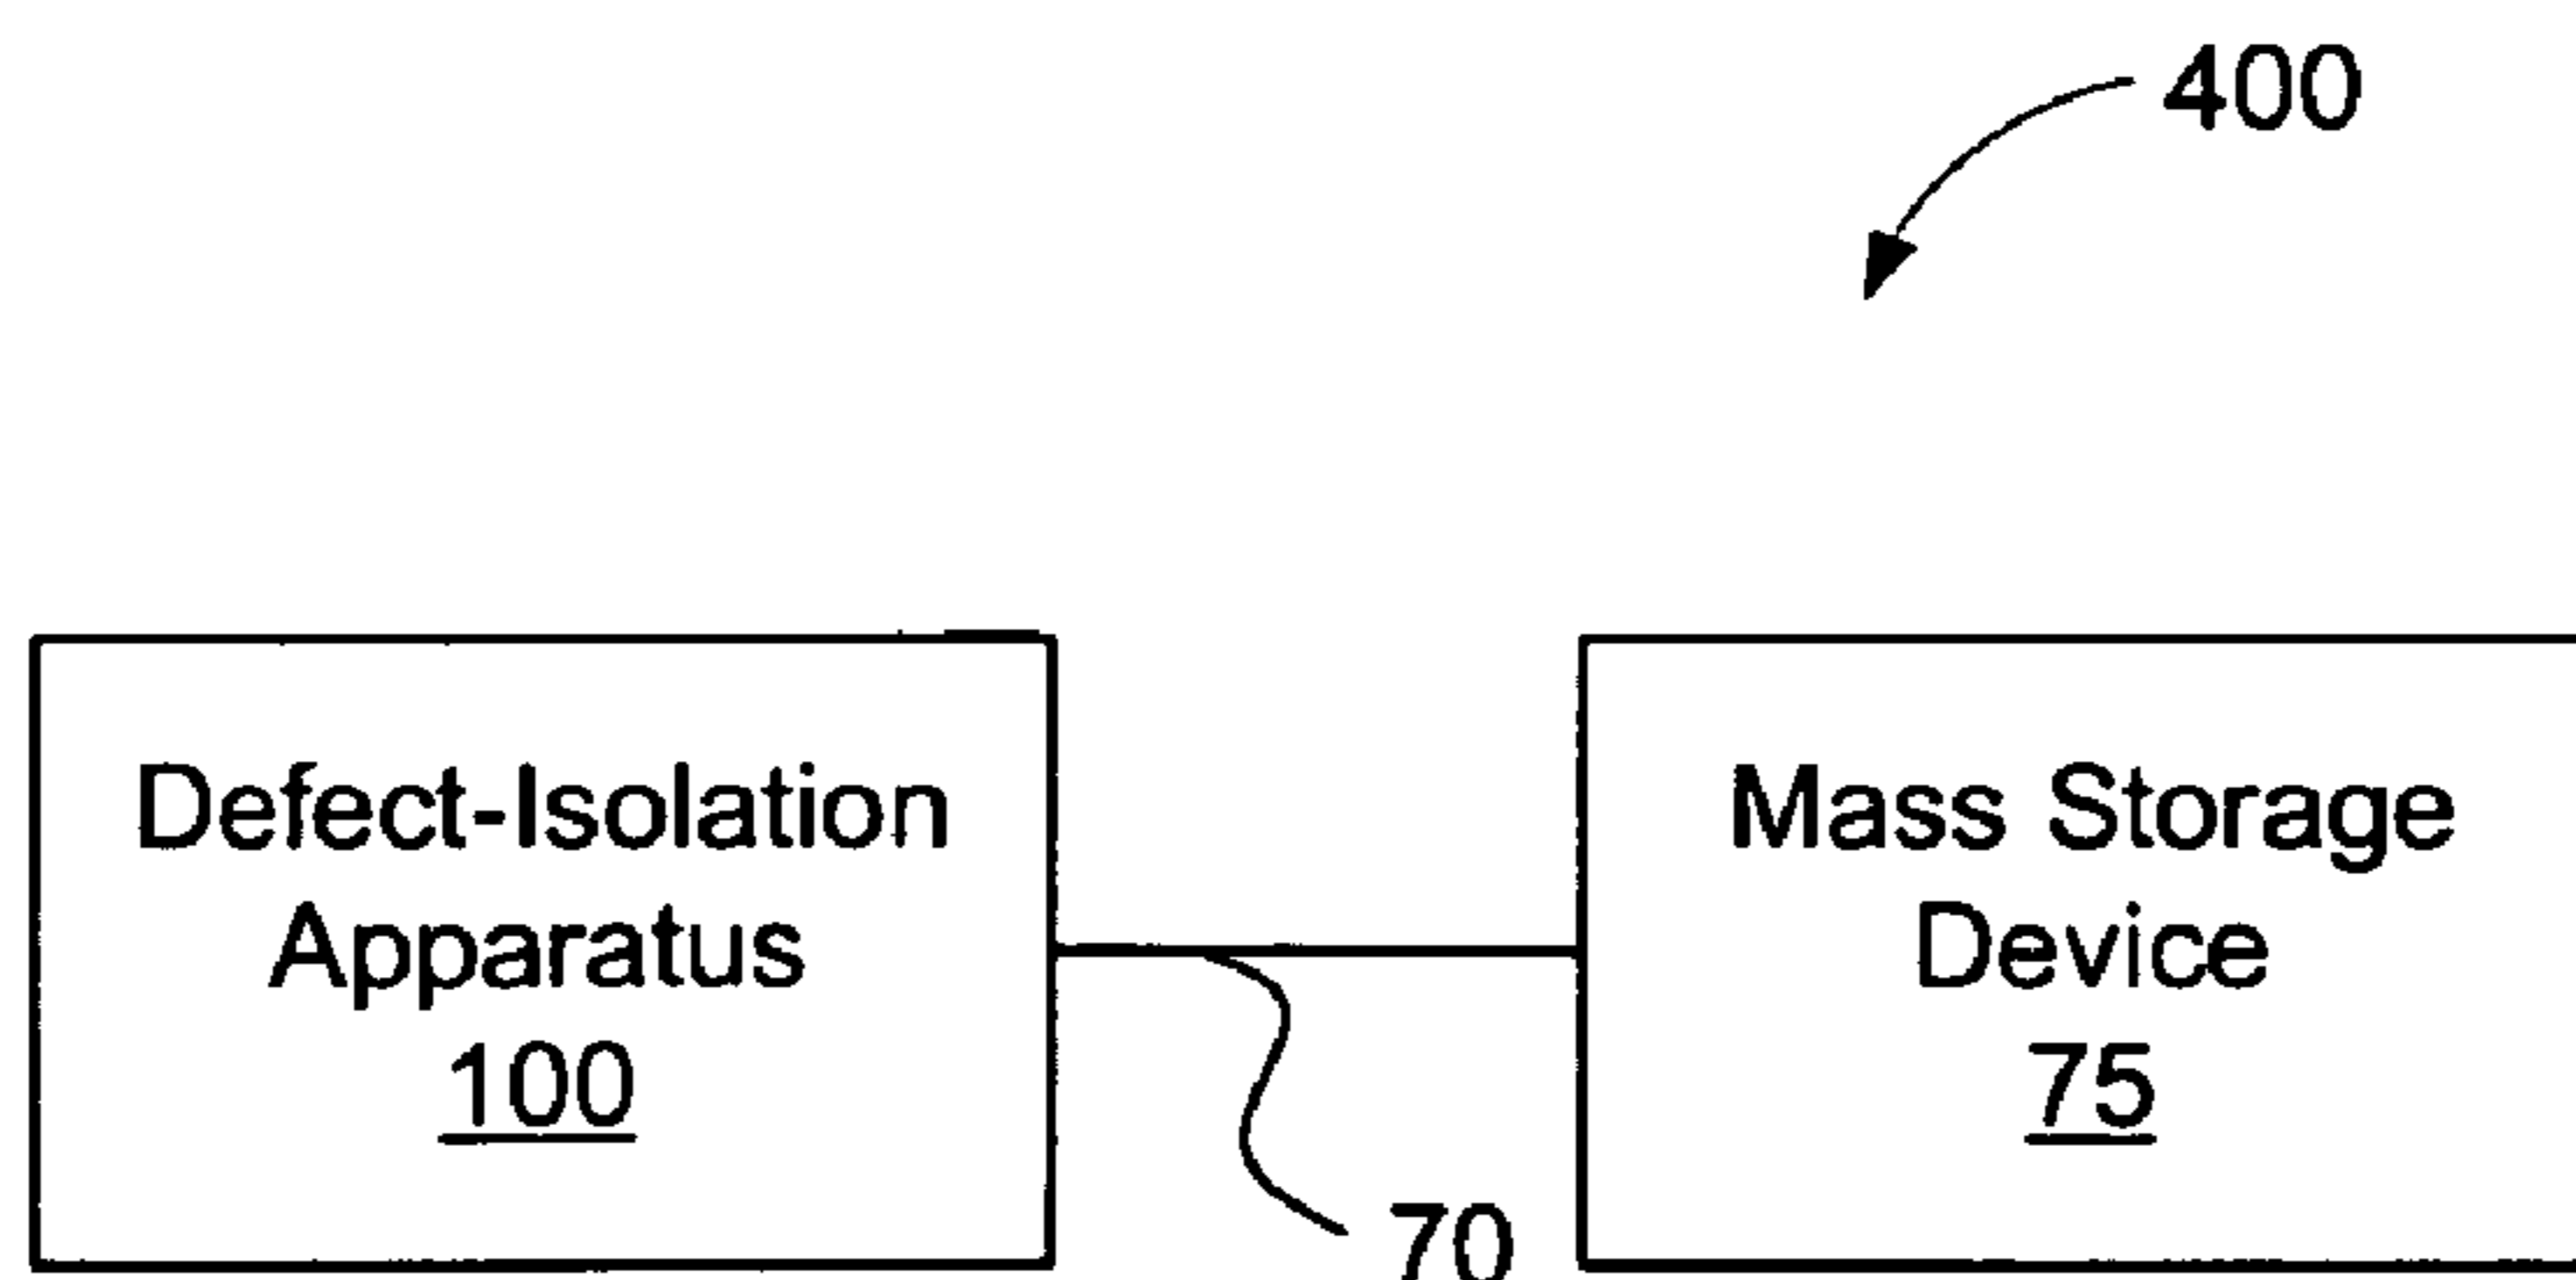 400
Defect-Isolation
Apparatus
100
Mass Storage
Device
75
70